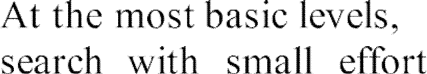 At the most basic levels,
search with small effort